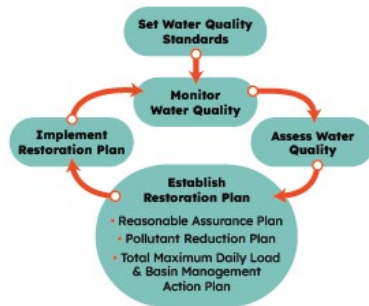 Set Water Quality
Standards
Monitor
Water Quality
Assess Water
Quality
Establish
Restoration Plan
• Reasonable Assurance Plan
• Pollutant Reduction Plan
• Total Maximum Daily Load
& Basin Management
Action Plan
Implement
Restoration Plan